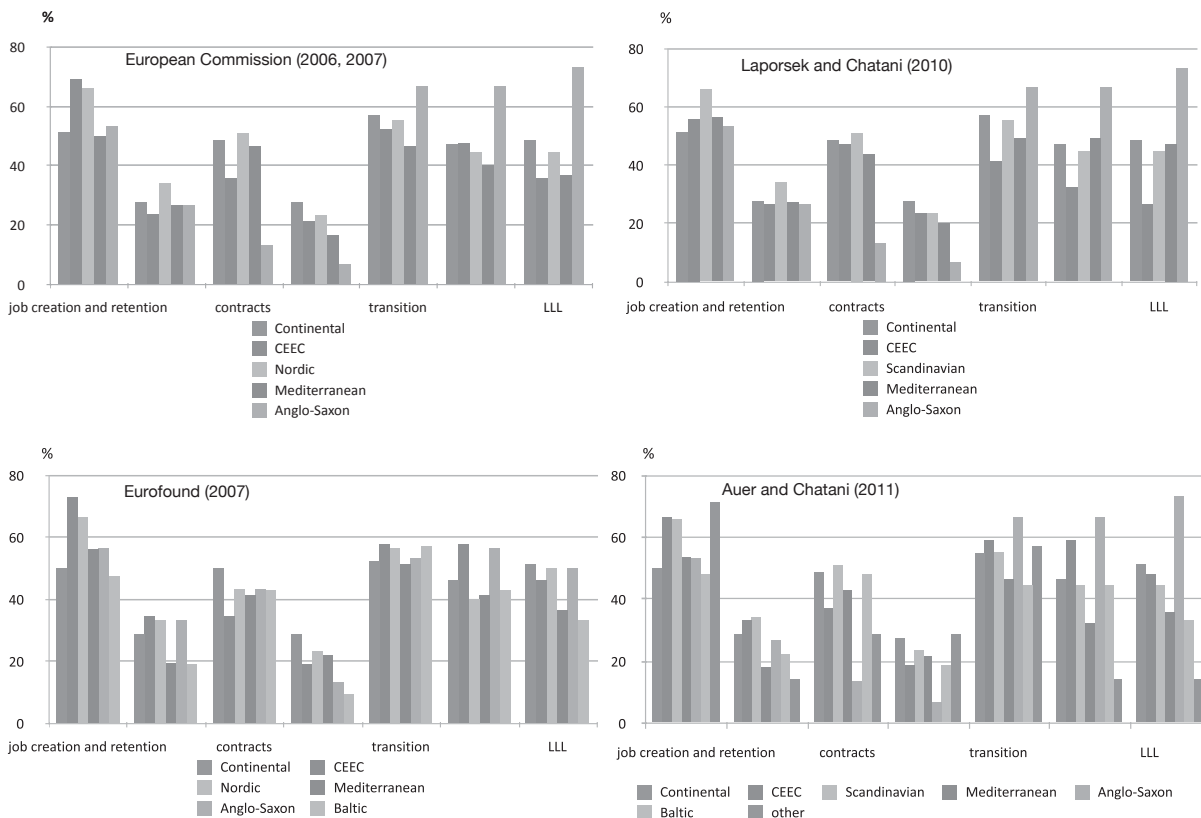 %
European Commission (2006, 2007)
80
60
40
20
0
job creation and retention contracts transition LLL
Continental
CEEC
Nordic
Mediterranean
Anglo-Saxon
%
Laporsek and Chatani (2010)
80
60
40
20
0
job creation and retention contracts transition LLL
Continental
CEEC
Scandinavian
Mediterranean
Anglo-Saxon
%
Eurofound (2007)
80
60
40
20
0
job creation and retention contracts transition LLL
Continental CEEC
Nordic Mediterranean
Anglo-Saxon Baltic
%
Auer and Chatani (2011)
80
60
40
20
0
job creation and retention contracts transition LLL
Continental CEEC Scandinavian Mediterranean Anglo-Saxon
Baltic other